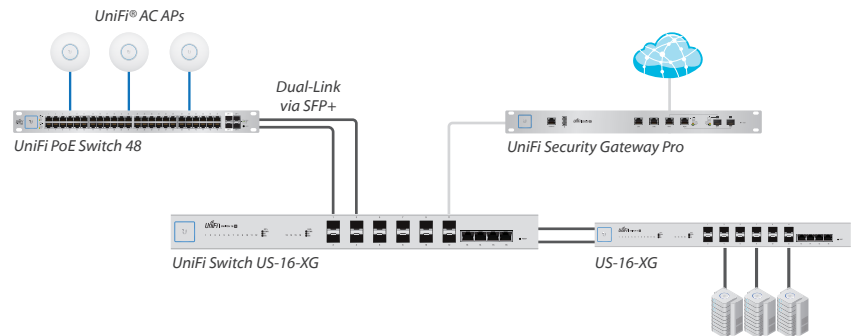 UniFi® AC APs
Dual-Link
via SFP+
UniFi PoE Switch 48
UniFi Security Gateway Pro
UniFi
UniFi Switch US-16-XG
US-16-XG